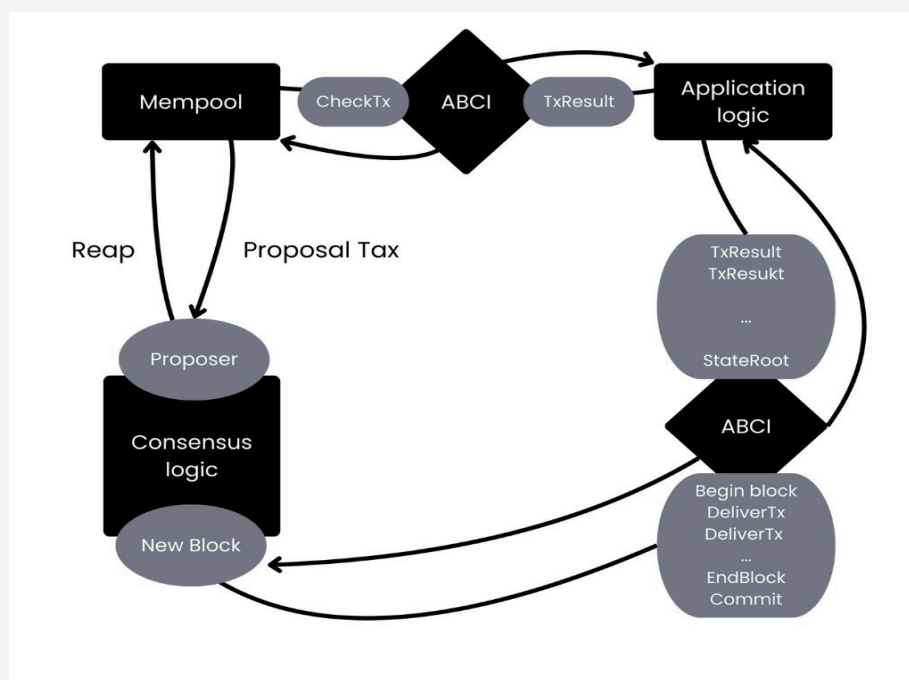 Mempool
CheckTx
ABCI
TxResult
Application
logic
Reap
Proposal Tax
TxResult
TxResukt
...
StateRoot
Proposer
Consensus
logic
New Block
ABCI
Begin block
DeliverTx
DeliverTx
...
EndBlock
Commit